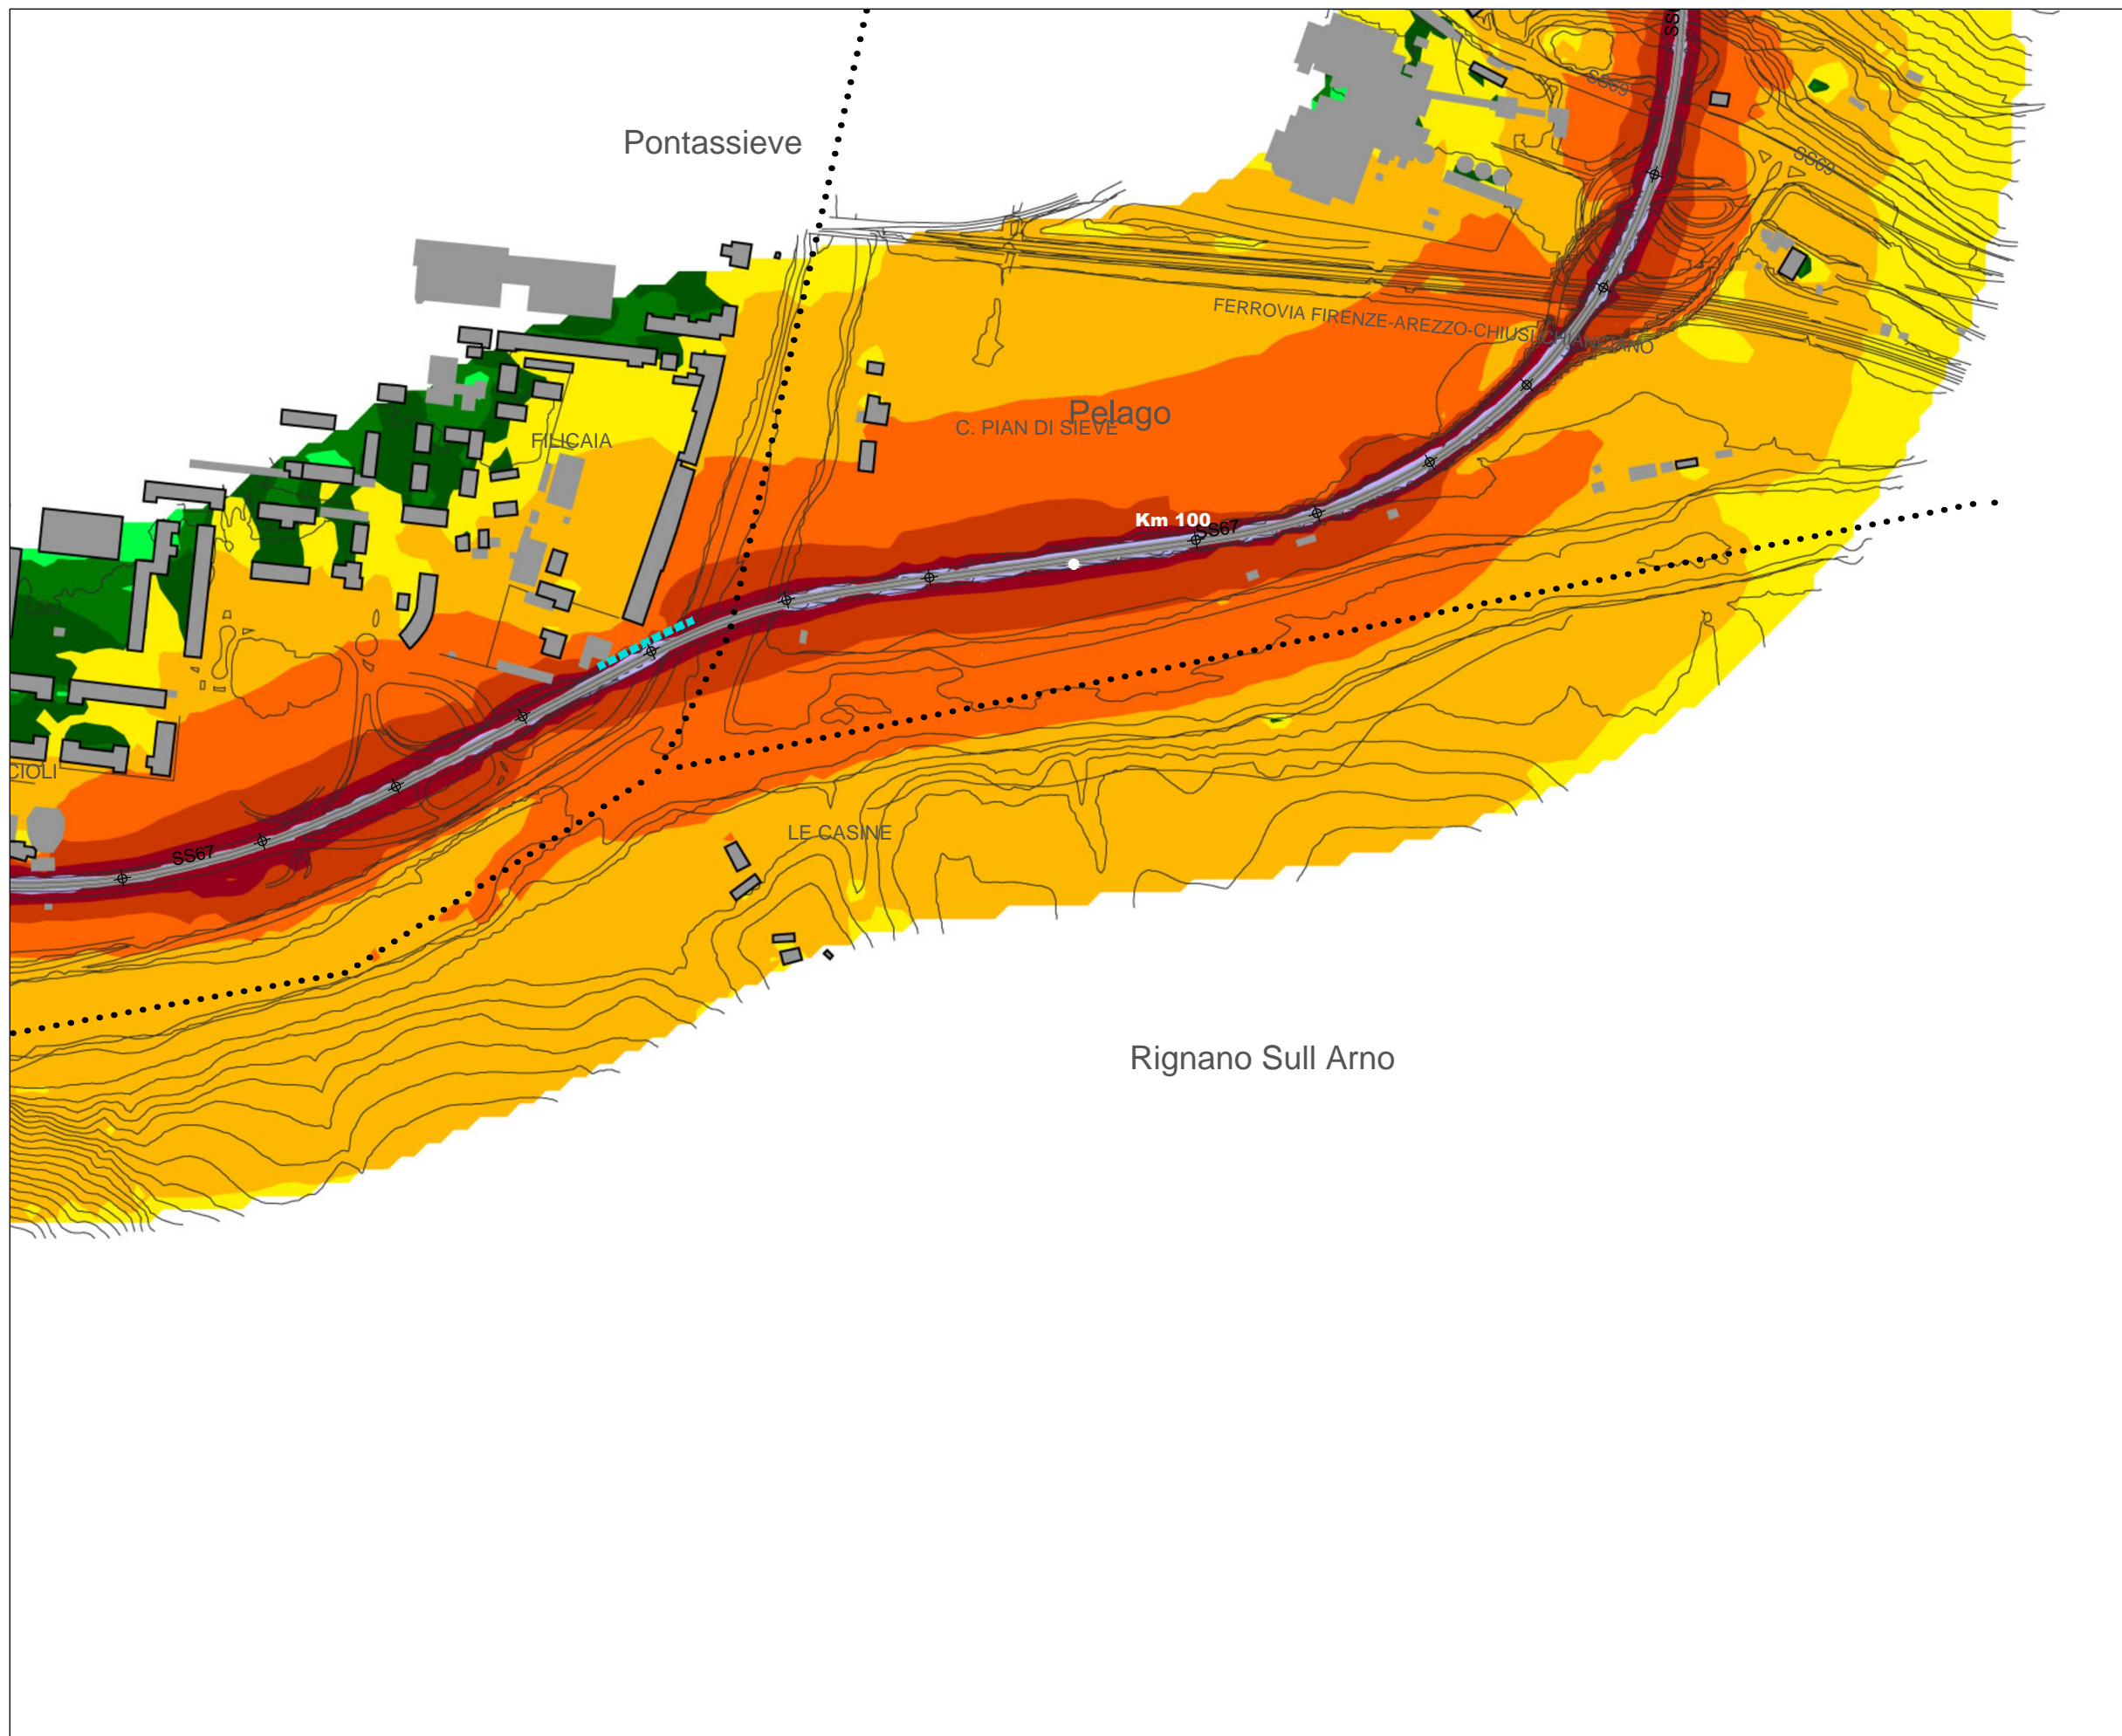 SS69
Pontassieve
SS69
FERROVIA FIRENZE-AREZZO-CHIUSI CHIANCIANO
Pelago
C. PIAN DI SIEVE
FILICAIA
Km 100
SS67
CIOLI
LE CASINE
SS67
Rignano Sull Arno